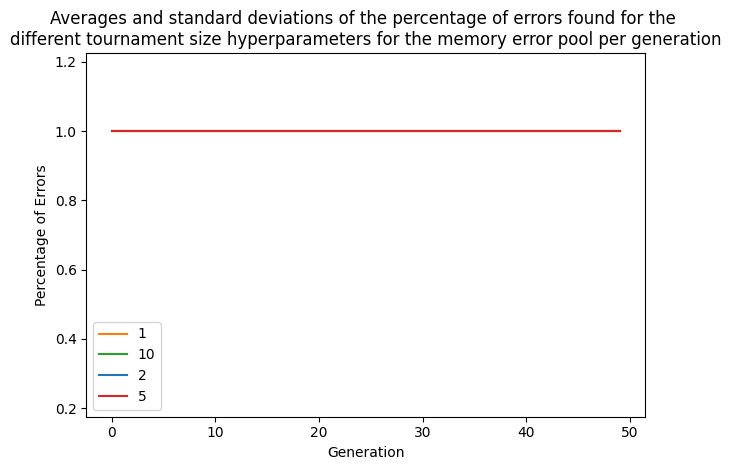 Averages and standard deviations of the percentage of errors found for the
different tournament size hyperparameters for the memory error pool per generation
1.2
1.0
0.8
0.6
0.4
0.2
Percentage of Errors
1
10
2
5
0 10 20 30 40 50
Generation